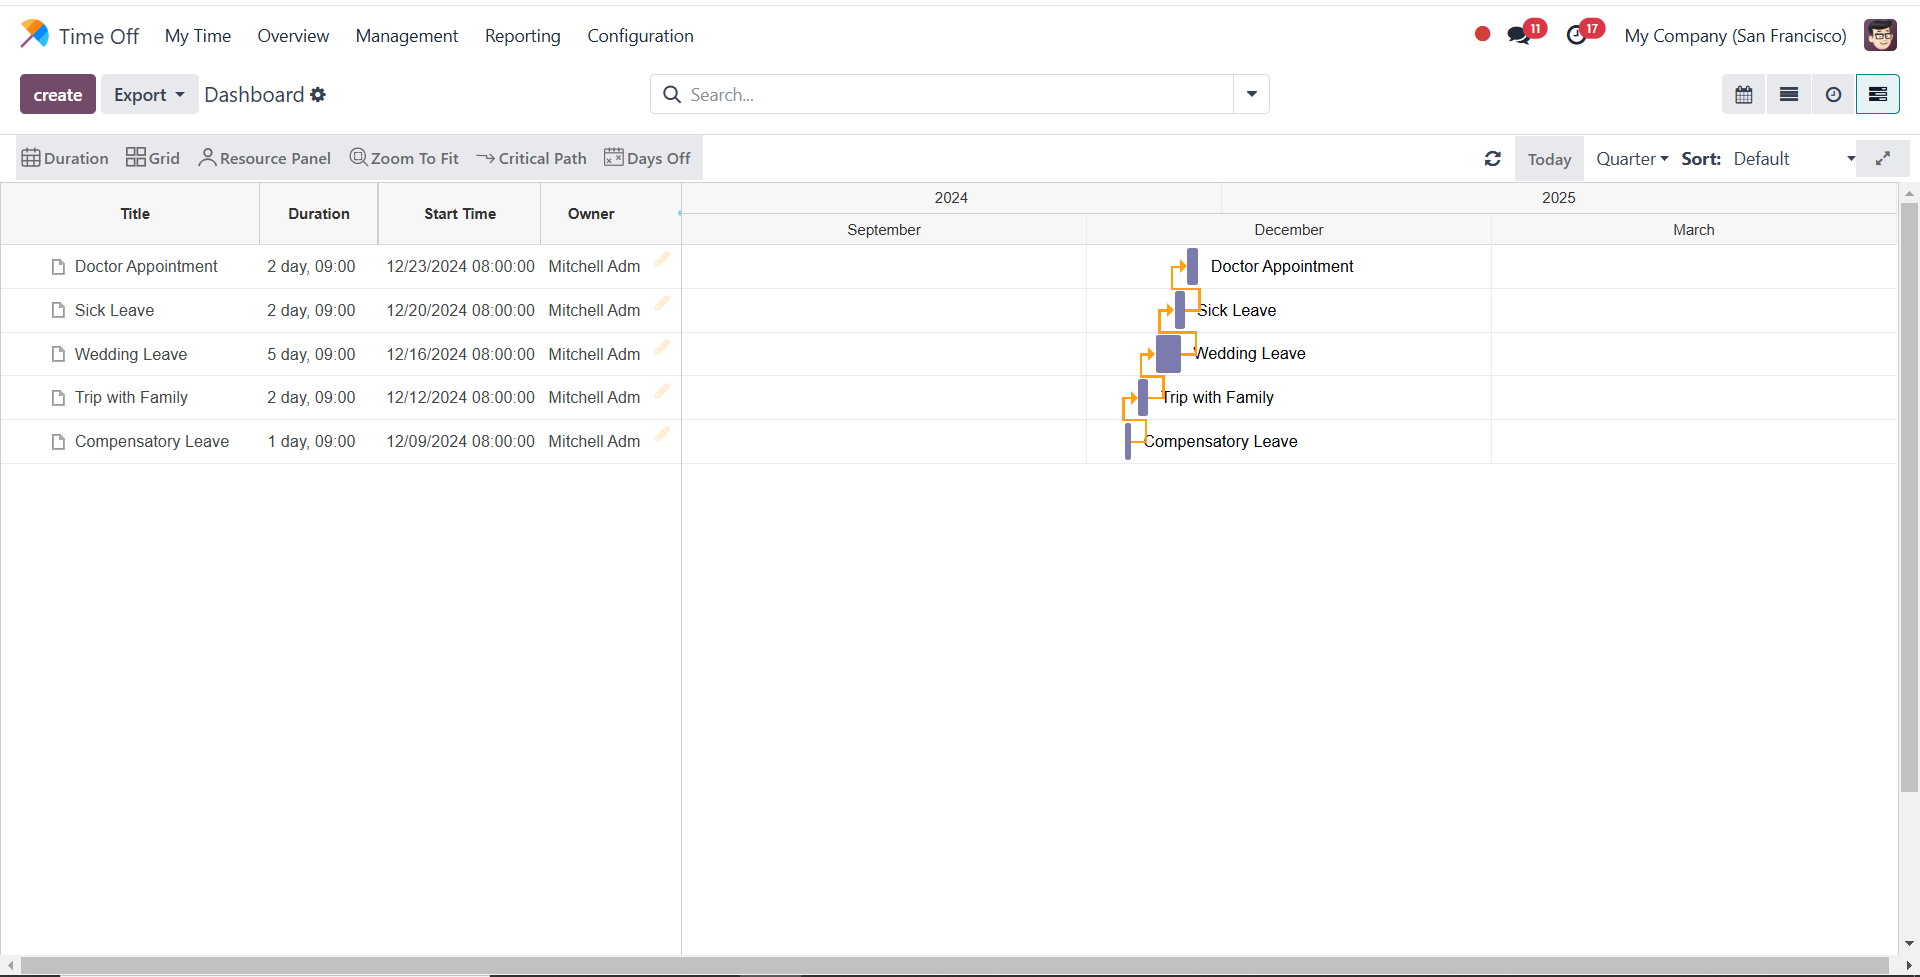 Time Off My Time Overview Management Reporting Configuration 11 17 My Company (San Francisco)
create Export Dashboard Search...
Duration Grid Resource Panel Zoom To Fit Critical Path Days Off Today Quarter Sort: Default
Title Duration Start Time Owner
2024 2025
September December March
Doctor Appointment 2 day, 09:00 12/23/2024 08:00:00 Mitchell Adm Doctor Appointment
Sick Leave 2 day, 09:00 12/20/2024 08:00:00 Mitchell Adm Sick Leave
Wedding Leave 5 day, 09:00 12/16/2024 08:00:00 Mitchell Adm Wedding Leave
Trip with Family 2 day, 09:00 12/12/2024 08:00:00 Mitchell Adm Trip with Family
Compensatory Leave 1 day, 09:00 12/09/2024 08:00:00 Mitchell Adm Compensatory Leave